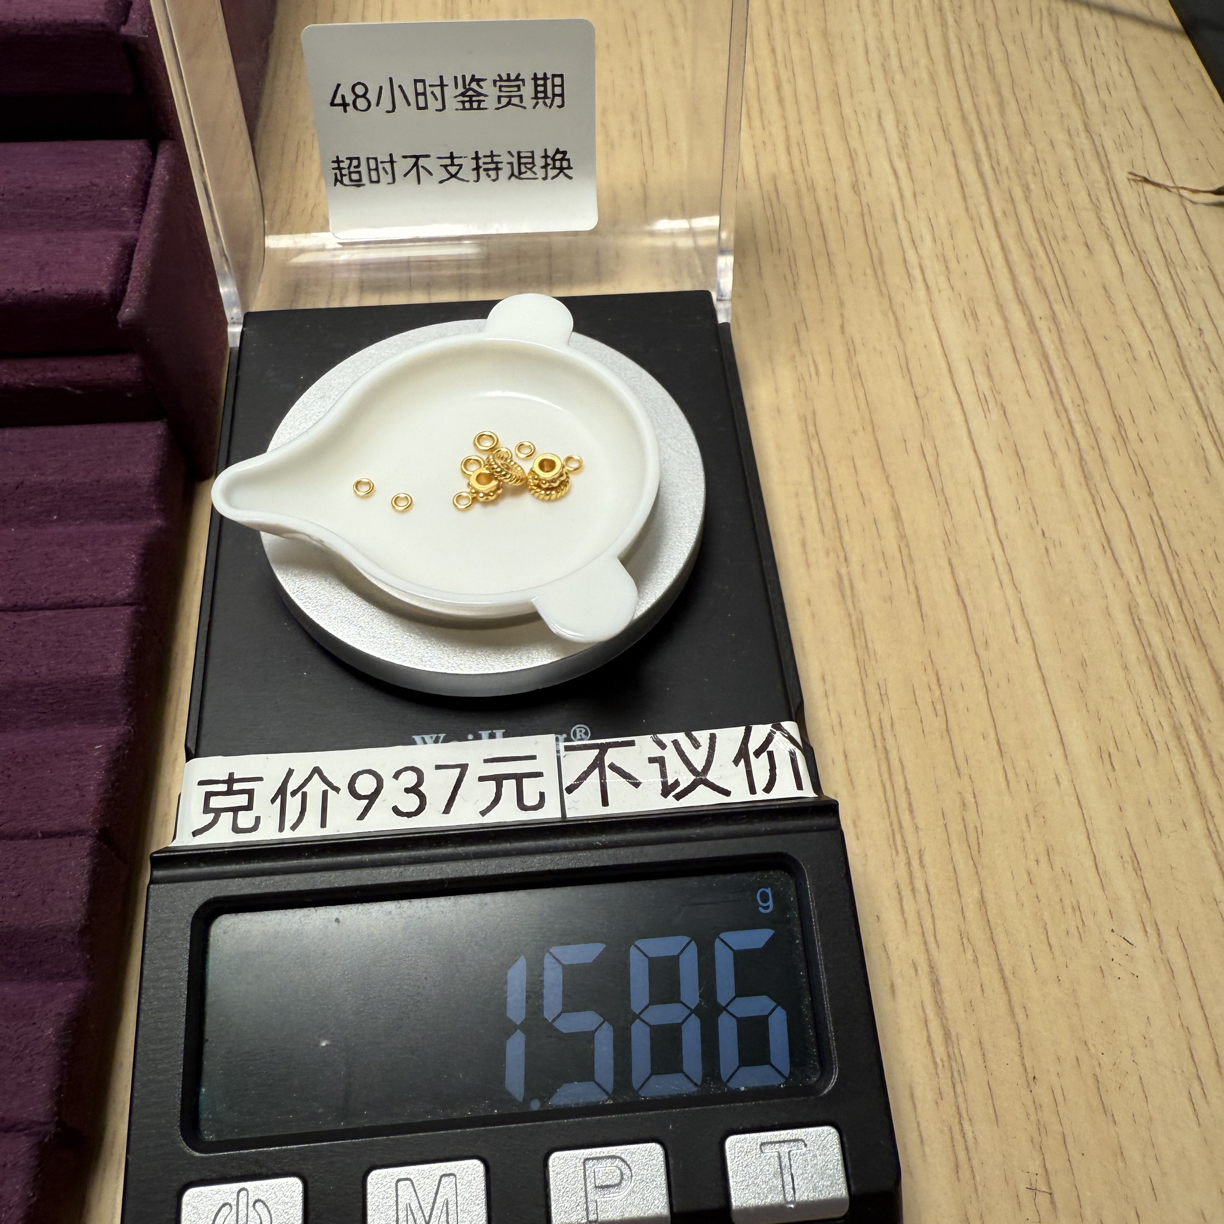 48小时鉴赏期
超时不支持退换
克价937元 不议价
g
1.586
M P T